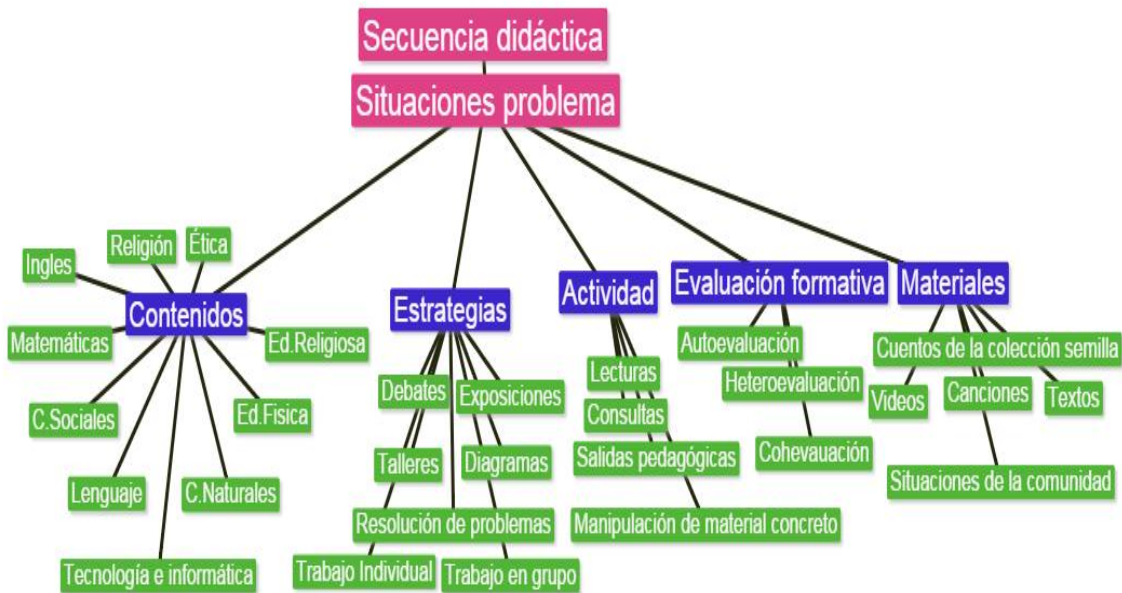 Secuencia didáctica
Situaciones problema
Contenidos
Ingles
Religión
Ética
Matemáticas
Ed.Religiosa
C.Sociales
Ed.Fisica
Lenguaje
C.Naturales
Tecnología e informática
Estrategias
Debates
Exposiciones
Talleres
Diagramas
Resolución de problemas
Trabajo Individual
Trabajo en grupo
Actividad
Lecturas
Consultas
Salidas pedagógicas
Manipulación de material concreto
Evaluación formativa
Autoevaluación
Heteroevaluación
Cohevauación
Materiales
Cuentos de la colección semilla
Videos
Canciones
Textos
Situaciones de la comunidad